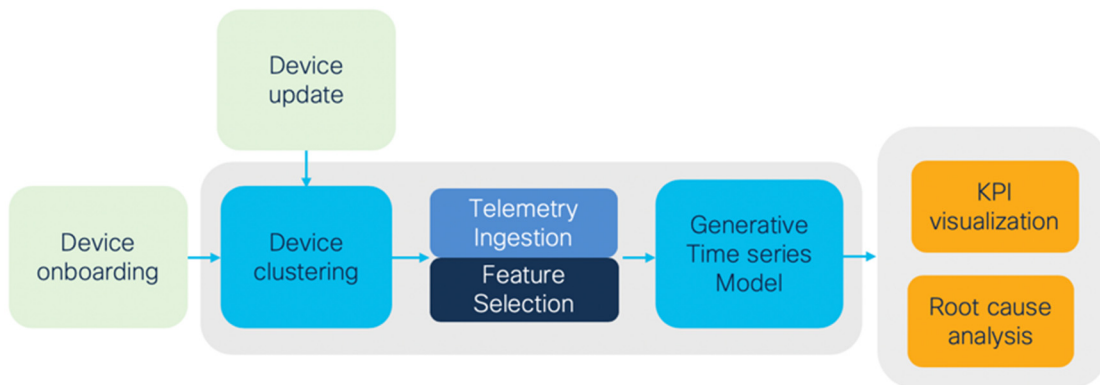 Device
update
Device
onboarding
Device
clustering
Telemetry
Ingestion
Feature
Selection
Generative
Time series
Model
KPI
visualization
Root cause
analysis